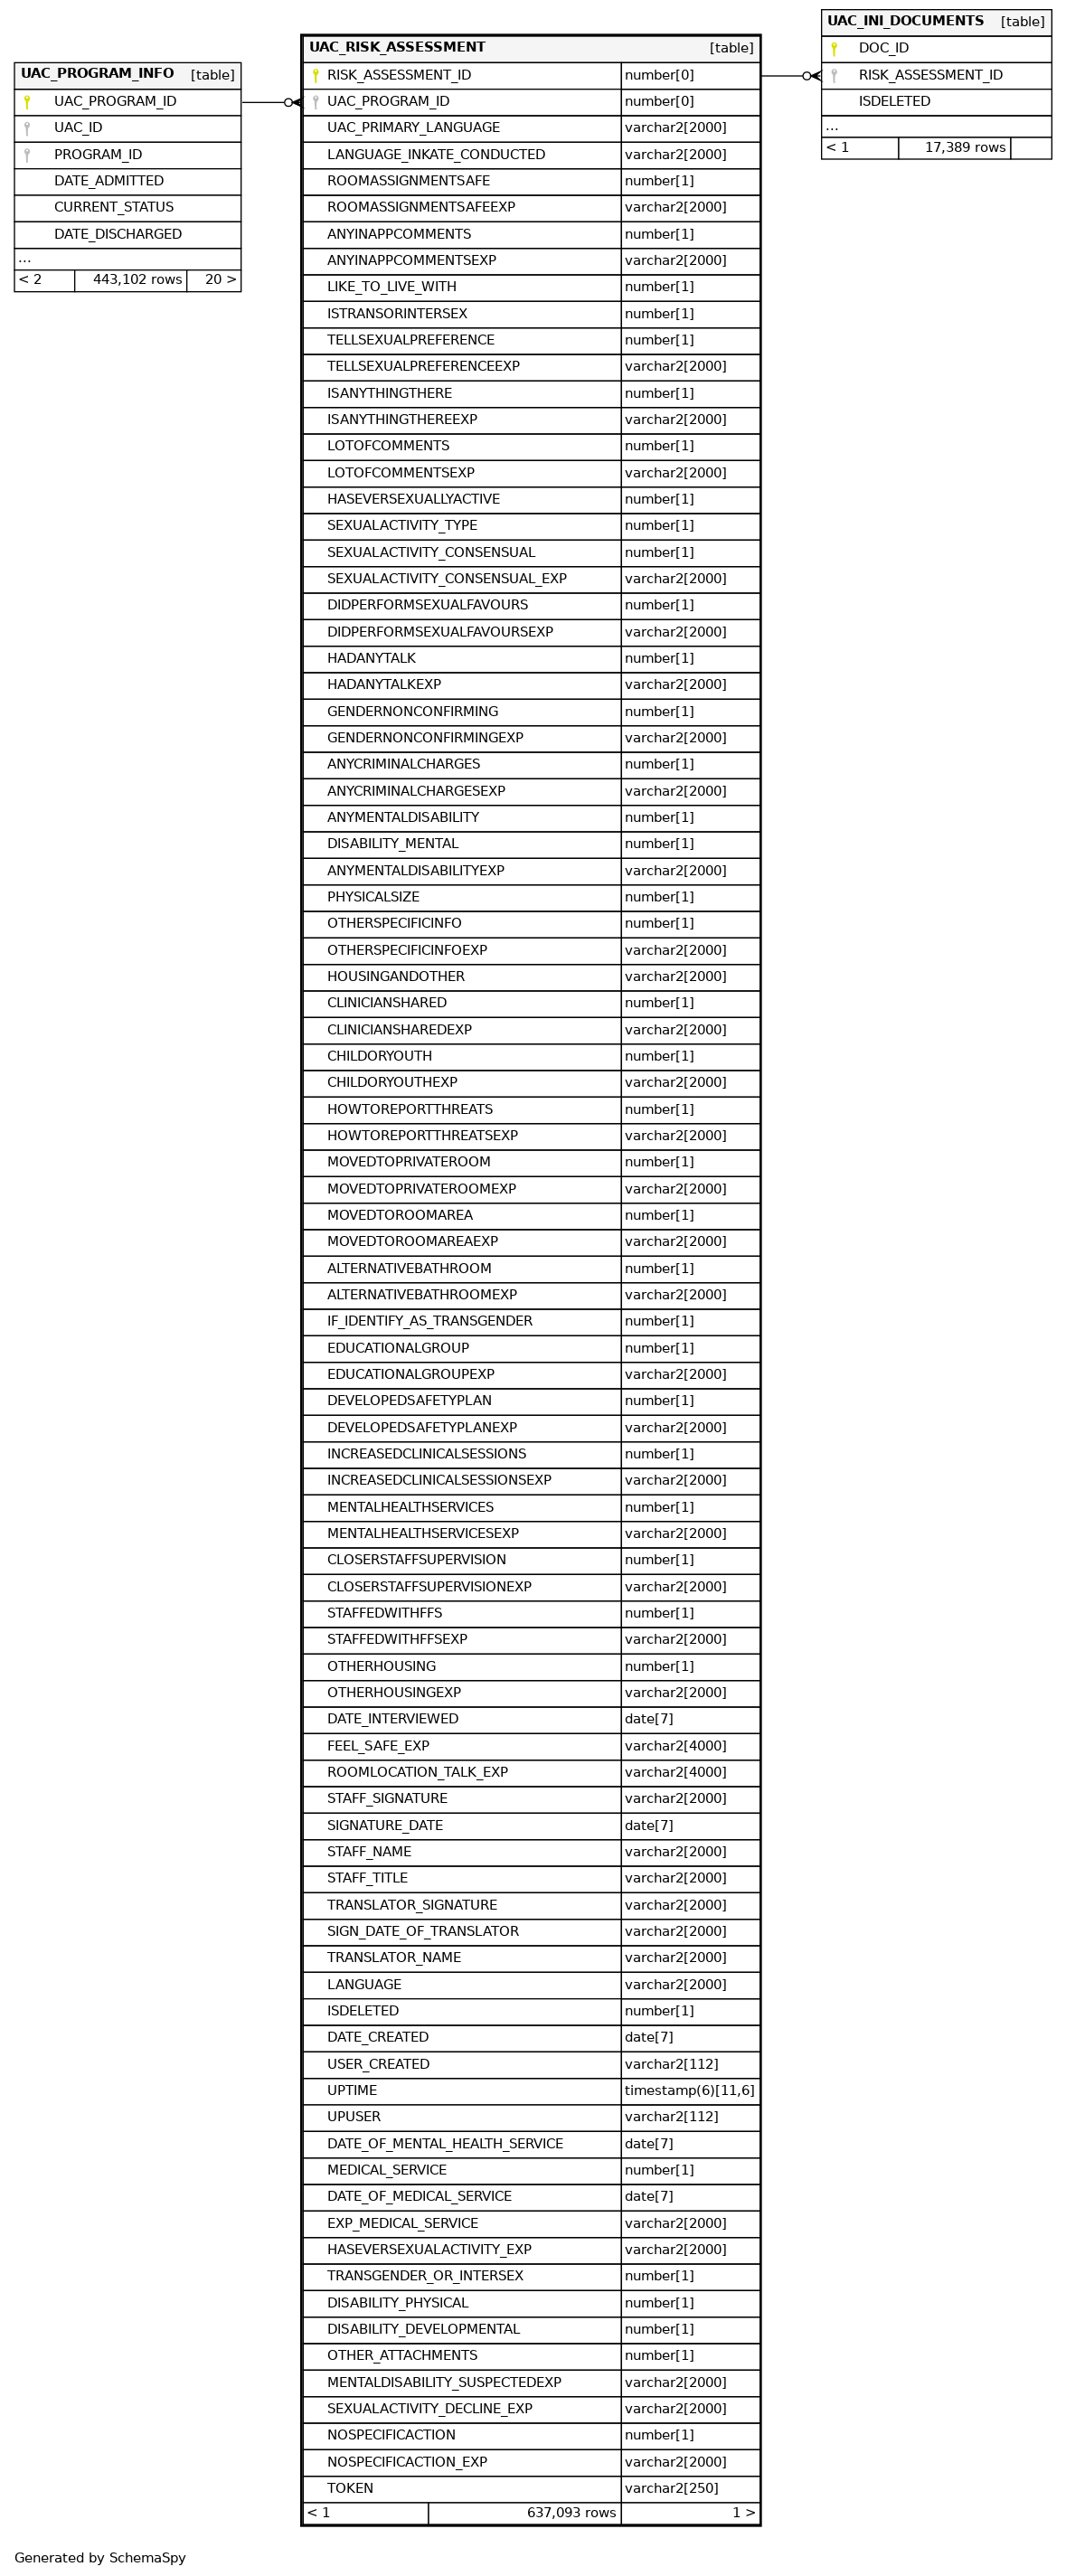 UAC_PROGRAM_INFO [table]
UAC_PROGRAM_ID
UAC_ID
PROGRAM_ID
DATE_ADMITTED
CURRENT_STATUS
DATE_DISCHARGED
...
< 2 443,102 rows 20 >
UAC_RISK_ASSESSMENT [table]
RISK_ASSESSMENT_ID number[0]
UAC_PROGRAM_ID number[0]
UAC_PRIMARY_LANGUAGE varchar2[2000]
LANGUAGE_INKATE_CONDUCTED varchar2[2000]
ROOMASSIGNMENTSAFE number[1]
ROOMASSIGNMENTSAFEEXP varchar2[2000]
ANYINAPPCOMMENTS number[1]
ANYINAPPCOMMENTSEXP varchar2[2000]
LIKE_TO_LIVE_WITH number[1]
ISTRANSORINTERSEX number[1]
TELLSEXUALPREFERENCE number[1]
TELLSEXUALPREFERENCEEXP varchar2[2000]
ISANYTHINGTHERE number[1]
ISANYTHINGTHEREEXP varchar2[2000]
LOTOFCOMMENTS number[1]
LOTOFCOMMENTSEXP varchar2[2000]
HASEVERSEXUALLYACTIVE number[1]
SEXUALACTIVITY_TYPE number[1]
SEXUALACTIVITY_CONSENSUAL number[1]
SEXUALACTIVITY_CONSENSUAL_EXP varchar2[2000]
DIDPERFORMSEXUALFAVOURS number[1]
DIDPERFORMSEXUALFAVOURSEXP varchar2[2000]
HADANYTALK number[1]
HADANYTALKEXP varchar2[2000]
GENDERNONCONFIRMING number[1]
GENDERNONCONFIRMINGEXP varchar2[2000]
ANYCRIMINALCHARGES number[1]
ANYCRIMINALCHARGESEXP varchar2[2000]
ANYMENTALDISABILITY number[1]
DISABILITY_MENTAL number[1]
ANYMENTALDISABILITYEXP varchar2[2000]
PHYSICALSIZE number[1]
OTHERSPECIFICINFO number[1]
OTHERSPECIFICINFOEXP varchar2[2000]
HOUSINGANDOTHER varchar2[2000]
CLINICIANSHARED number[1]
CLINICIANSHAREDEXP varchar2[2000]
CHILDORYOUTH number[1]
CHILDORYOUTHEXP varchar2[2000]
HOWTOREPORTTHREATS number[1]
HOWTOREPORTTHREATSEXP varchar2[2000]
MOVEDTOPRIVATEROOM number[1]
MOVEDTOPRIVATEROOMEXP varchar2[2000]
MOVEDTOROOMAREA number[1]
MOVEDTOROOMAREAEXP varchar2[2000]
ALTERNATIVEBATHROOM number[1]
ALTERNATIVEBATHROOMEXP varchar2[2000]
IF_IDENTIFY_AS_TRANSGENDER number[1]
EDUCATIONALGROUP number[1]
EDUCATIONALGROUPEXP varchar2[2000]
DEVELOPEDSAFETYPLAN number[1]
DEVELOPEDSAFETYPLANEXP varchar2[2000]
INCREASEDCLINICALSESSIONS number[1]
INCREASEDCLINICALSESSIONSEXP varchar2[2000]
MENTALHEALTHSERVICES number[1]
MENTALHEALTHSERVICESEXP varchar2[2000]
CLOSERSTAFFSUPERVISION number[1]
CLOSERSTAFFSUPERVISIONEXP varchar2[2000]
STAFFEDWITHFFS number[1]
STAFFEDWITHFFSEXP varchar2[2000]
OTHERHOUSING number[1]
OTHERHOUSINGEXP varchar2[2000]
DATE_INTERVIEWED date[7]
FEEL_SAFE_EXP varchar2[4000]
ROOMLOCATION_TALK_EXP varchar2[4000]
STAFF_SIGNATURE varchar2[2000]
SIGNATURE_DATE date[7]
STAFF_NAME varchar2[2000]
STAFF_TITLE varchar2[2000]
TRANSLATOR_SIGNATURE varchar2[2000]
SIGN_DATE_OF_TRANSLATOR varchar2[2000]
TRANSLATOR_NAME varchar2[2000]
LANGUAGE varchar2[2000]
ISDELETED number[1]
DATE_CREATED date[7]
USER_CREATED varchar2[112]
UPTIME timestamp(6)[11,6]
UPUSER varchar2[112]
DATE_OF_MENTAL_HEALTH_SERVICE date[7]
MEDICAL_SERVICE number[1]
DATE_OF_MEDICAL_SERVICE date[7]
EXP_MEDICAL_SERVICE varchar2[2000]
HASEVERSEXUALACTIVITY_EXP varchar2[2000]
TRANSGENDER_OR_INTERSEX number[1]
DISABILITY_PHYSICAL number[1]
DISABILITY_DEVELOPMENTAL number[1]
OTHER_ATTACHMENTS number[1]
MENTALDISABILITY_SUSPECTEDEXP varchar2[2000]
SEXUALACTIVITY_DECLINE_EXP varchar2[2000]
NOSPECIFICACTION number[1]
NOSPECIFICACTION_EXP varchar2[2000]
TOKEN varchar2[250]
< 1 637,093 rows 1 >
UAC_INI_DOCUMENTS [table]
DOC_ID
RISK_ASSESSMENT_ID
ISDELETED
...
< 1 17,389 rows
Generated by SchemaSpy